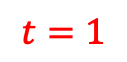 t = 1